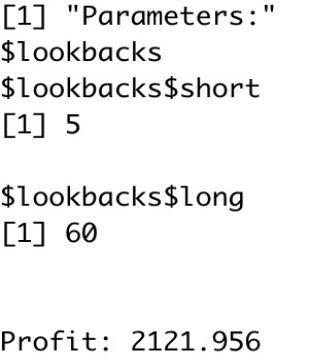 [1] "Parameters:"
$lookbacks
$lookbacks$short
[1] 5
$lookbacks$long
[1] 60
Profit: 2121.956